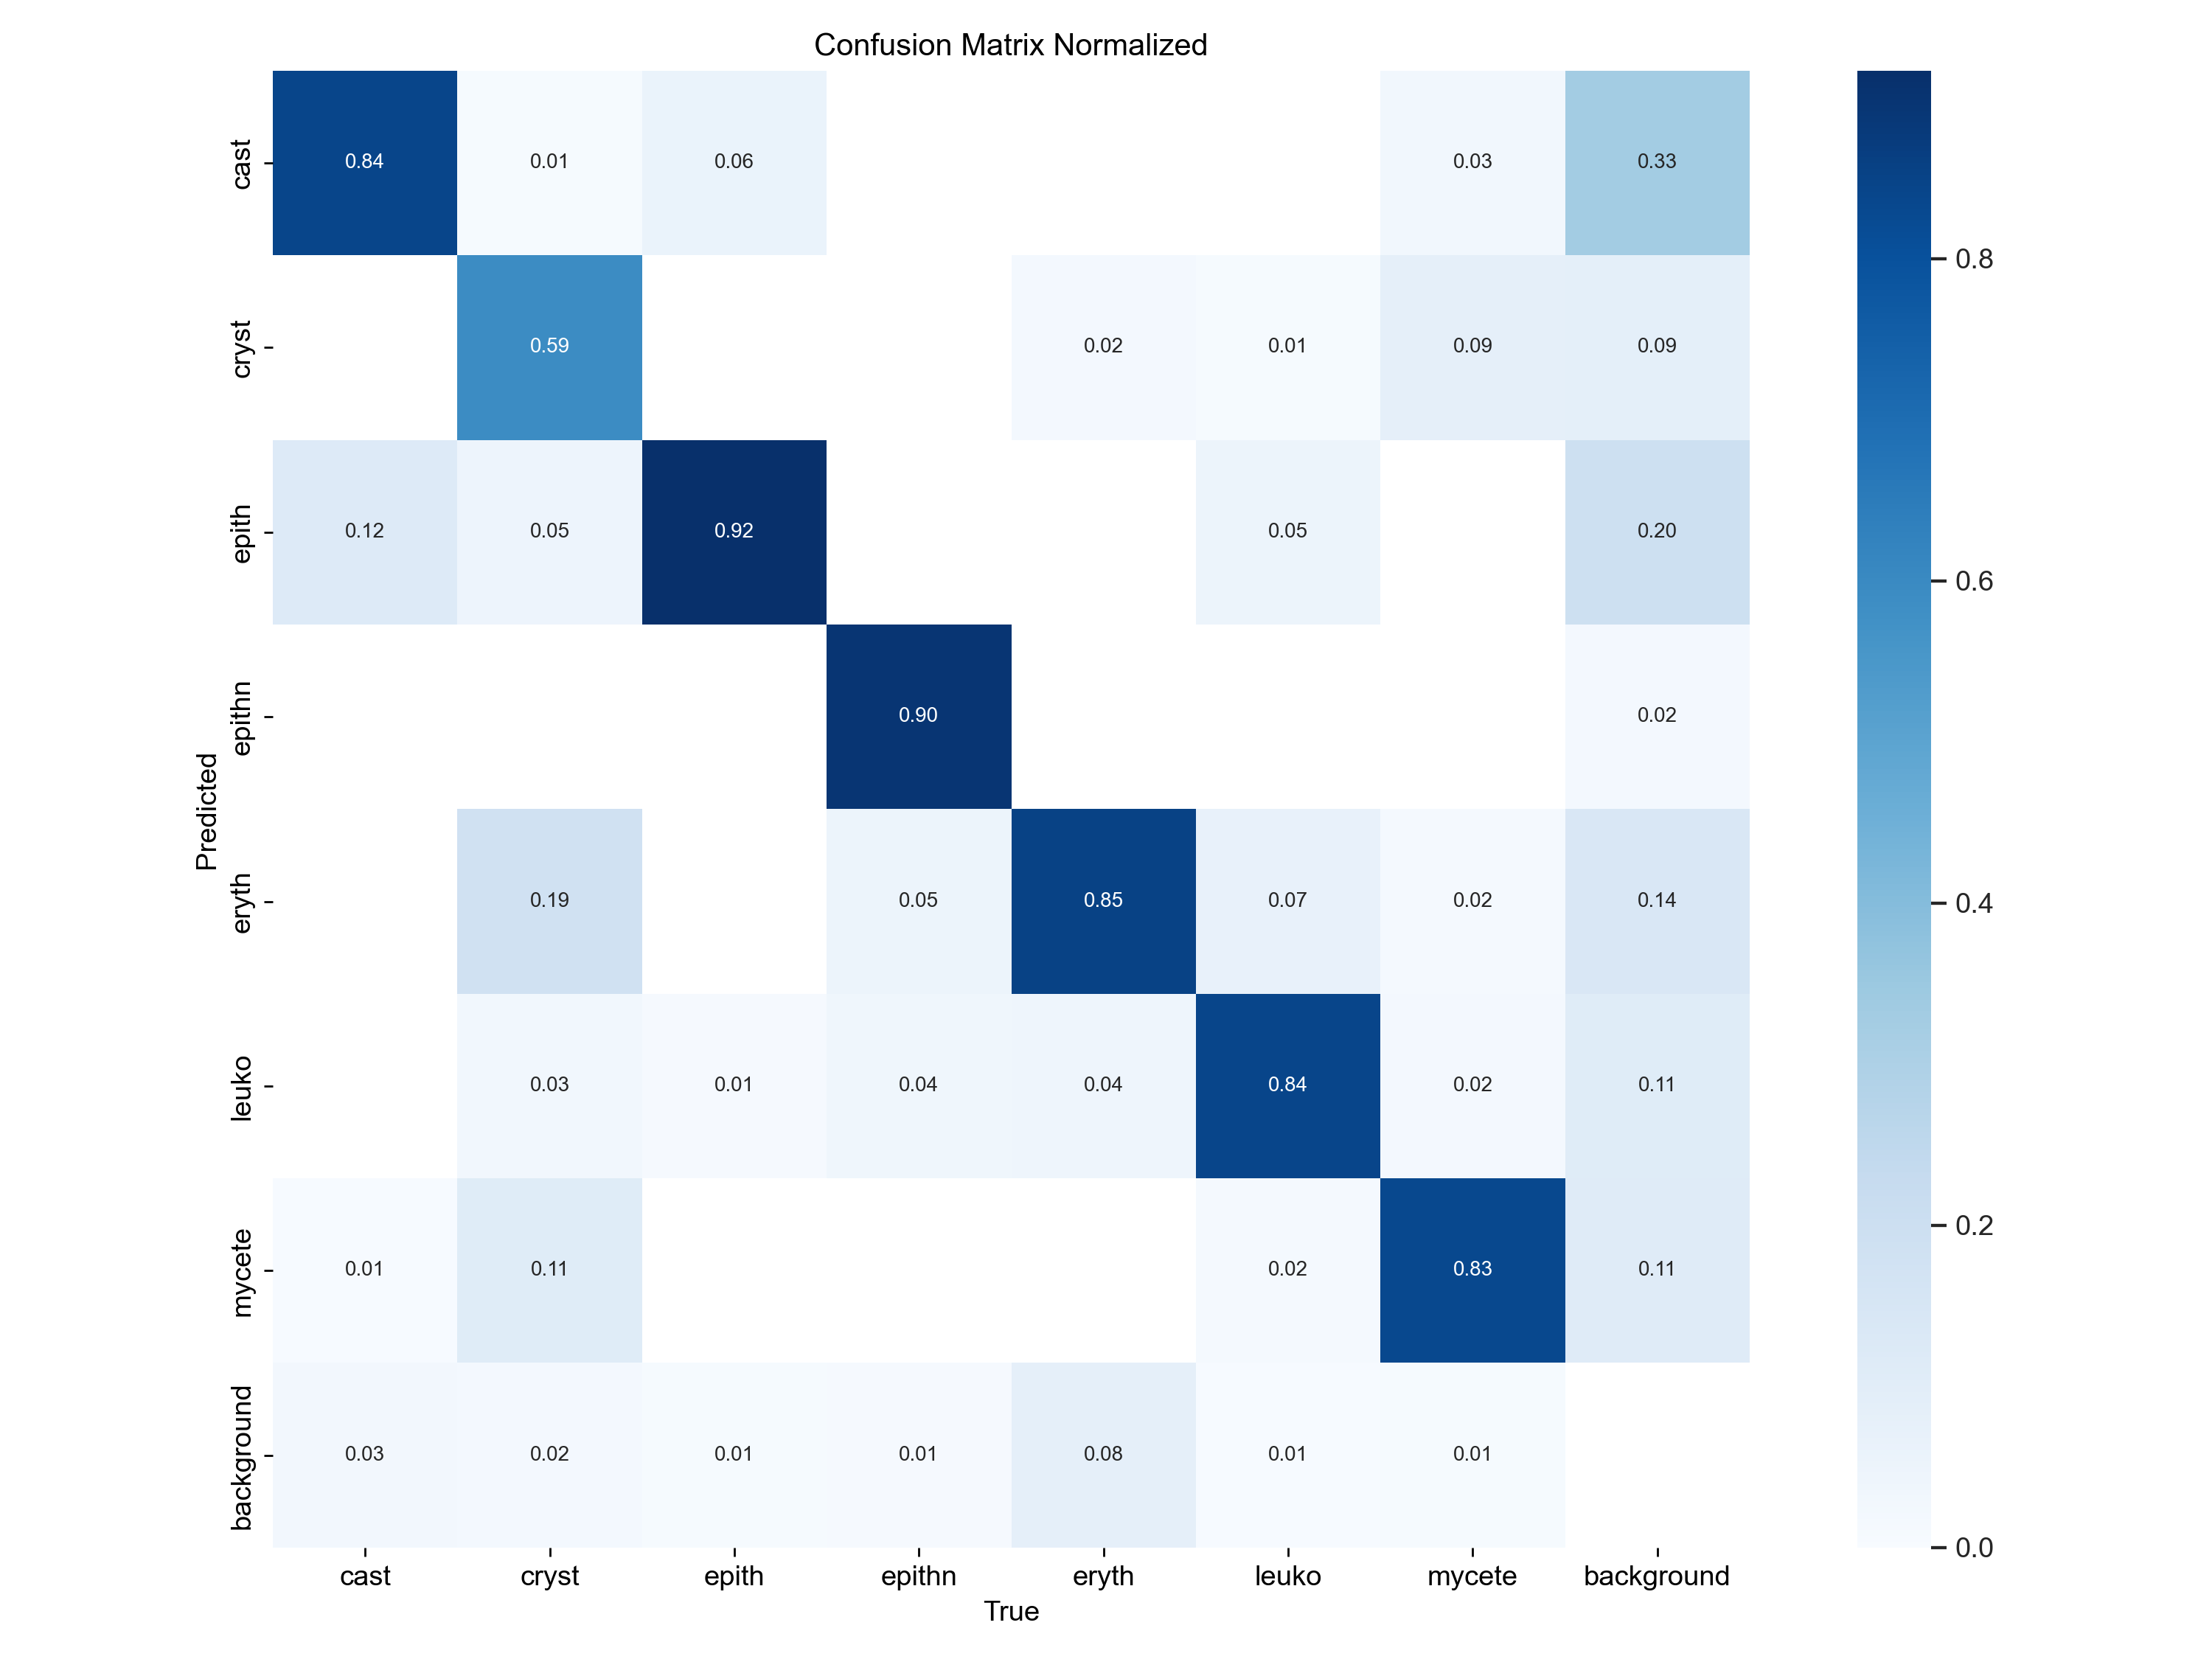 Confusion Matrix Normalized
cast 0.84 0.01 0.06 0.03 0.33
cryst 0.59 0.02 0.01 0.09 0.09
epith 0.12 0.05 0.92 0.05 0.20
epithn 0.90 0.02
eryth 0.19 0.05 0.85 0.07 0.02 0.14
leuko 0.03 0.01 0.04 0.04 0.84 0.02 0.11
mycete 0.01 0.11 0.02 0.83 0.11
background 0.03 0.02 0.01 0.01 0.08 0.01 0.01
Predicted
cast cryst epith epithn eryth leuko mycete background
True
0.8
0.6
0.4
0.2
0.0